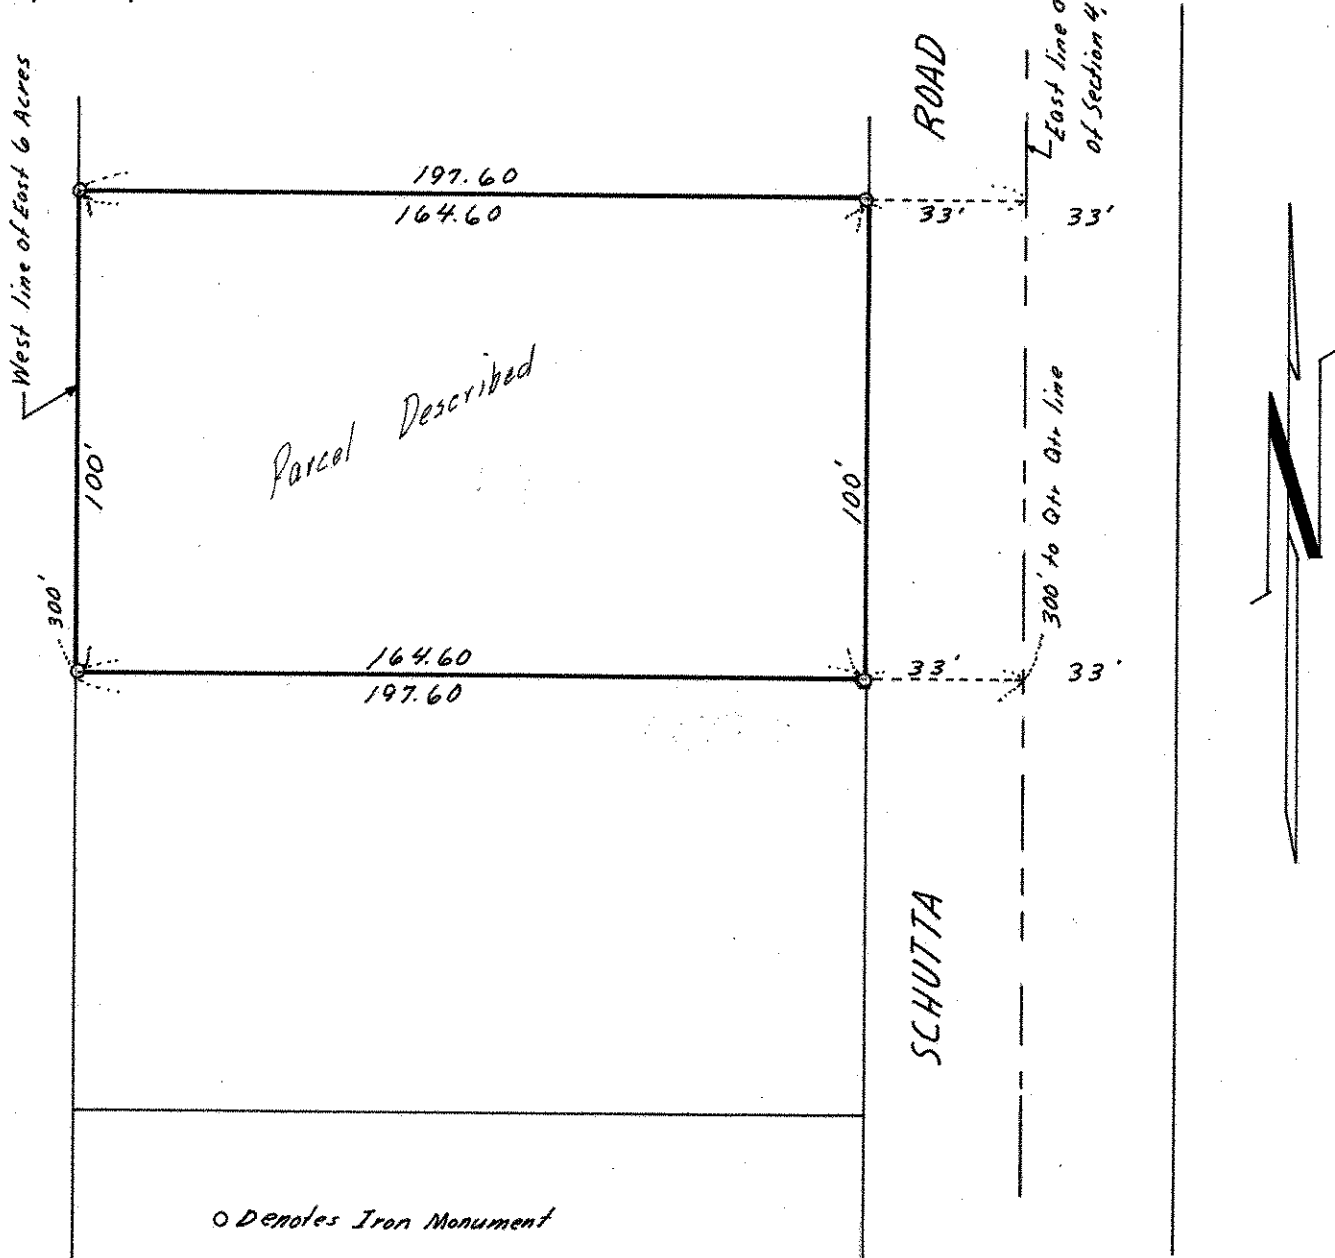 West line of East 6 Acres
197.60
164.60
ROAD
East line
of Section 4,
33'
33'
Parcel Described
100'
100'
300'
300' to Qtr Qtr line
164.60
197.60
33'
33'
SCHUTTA
N
O Denotes Iron Monument